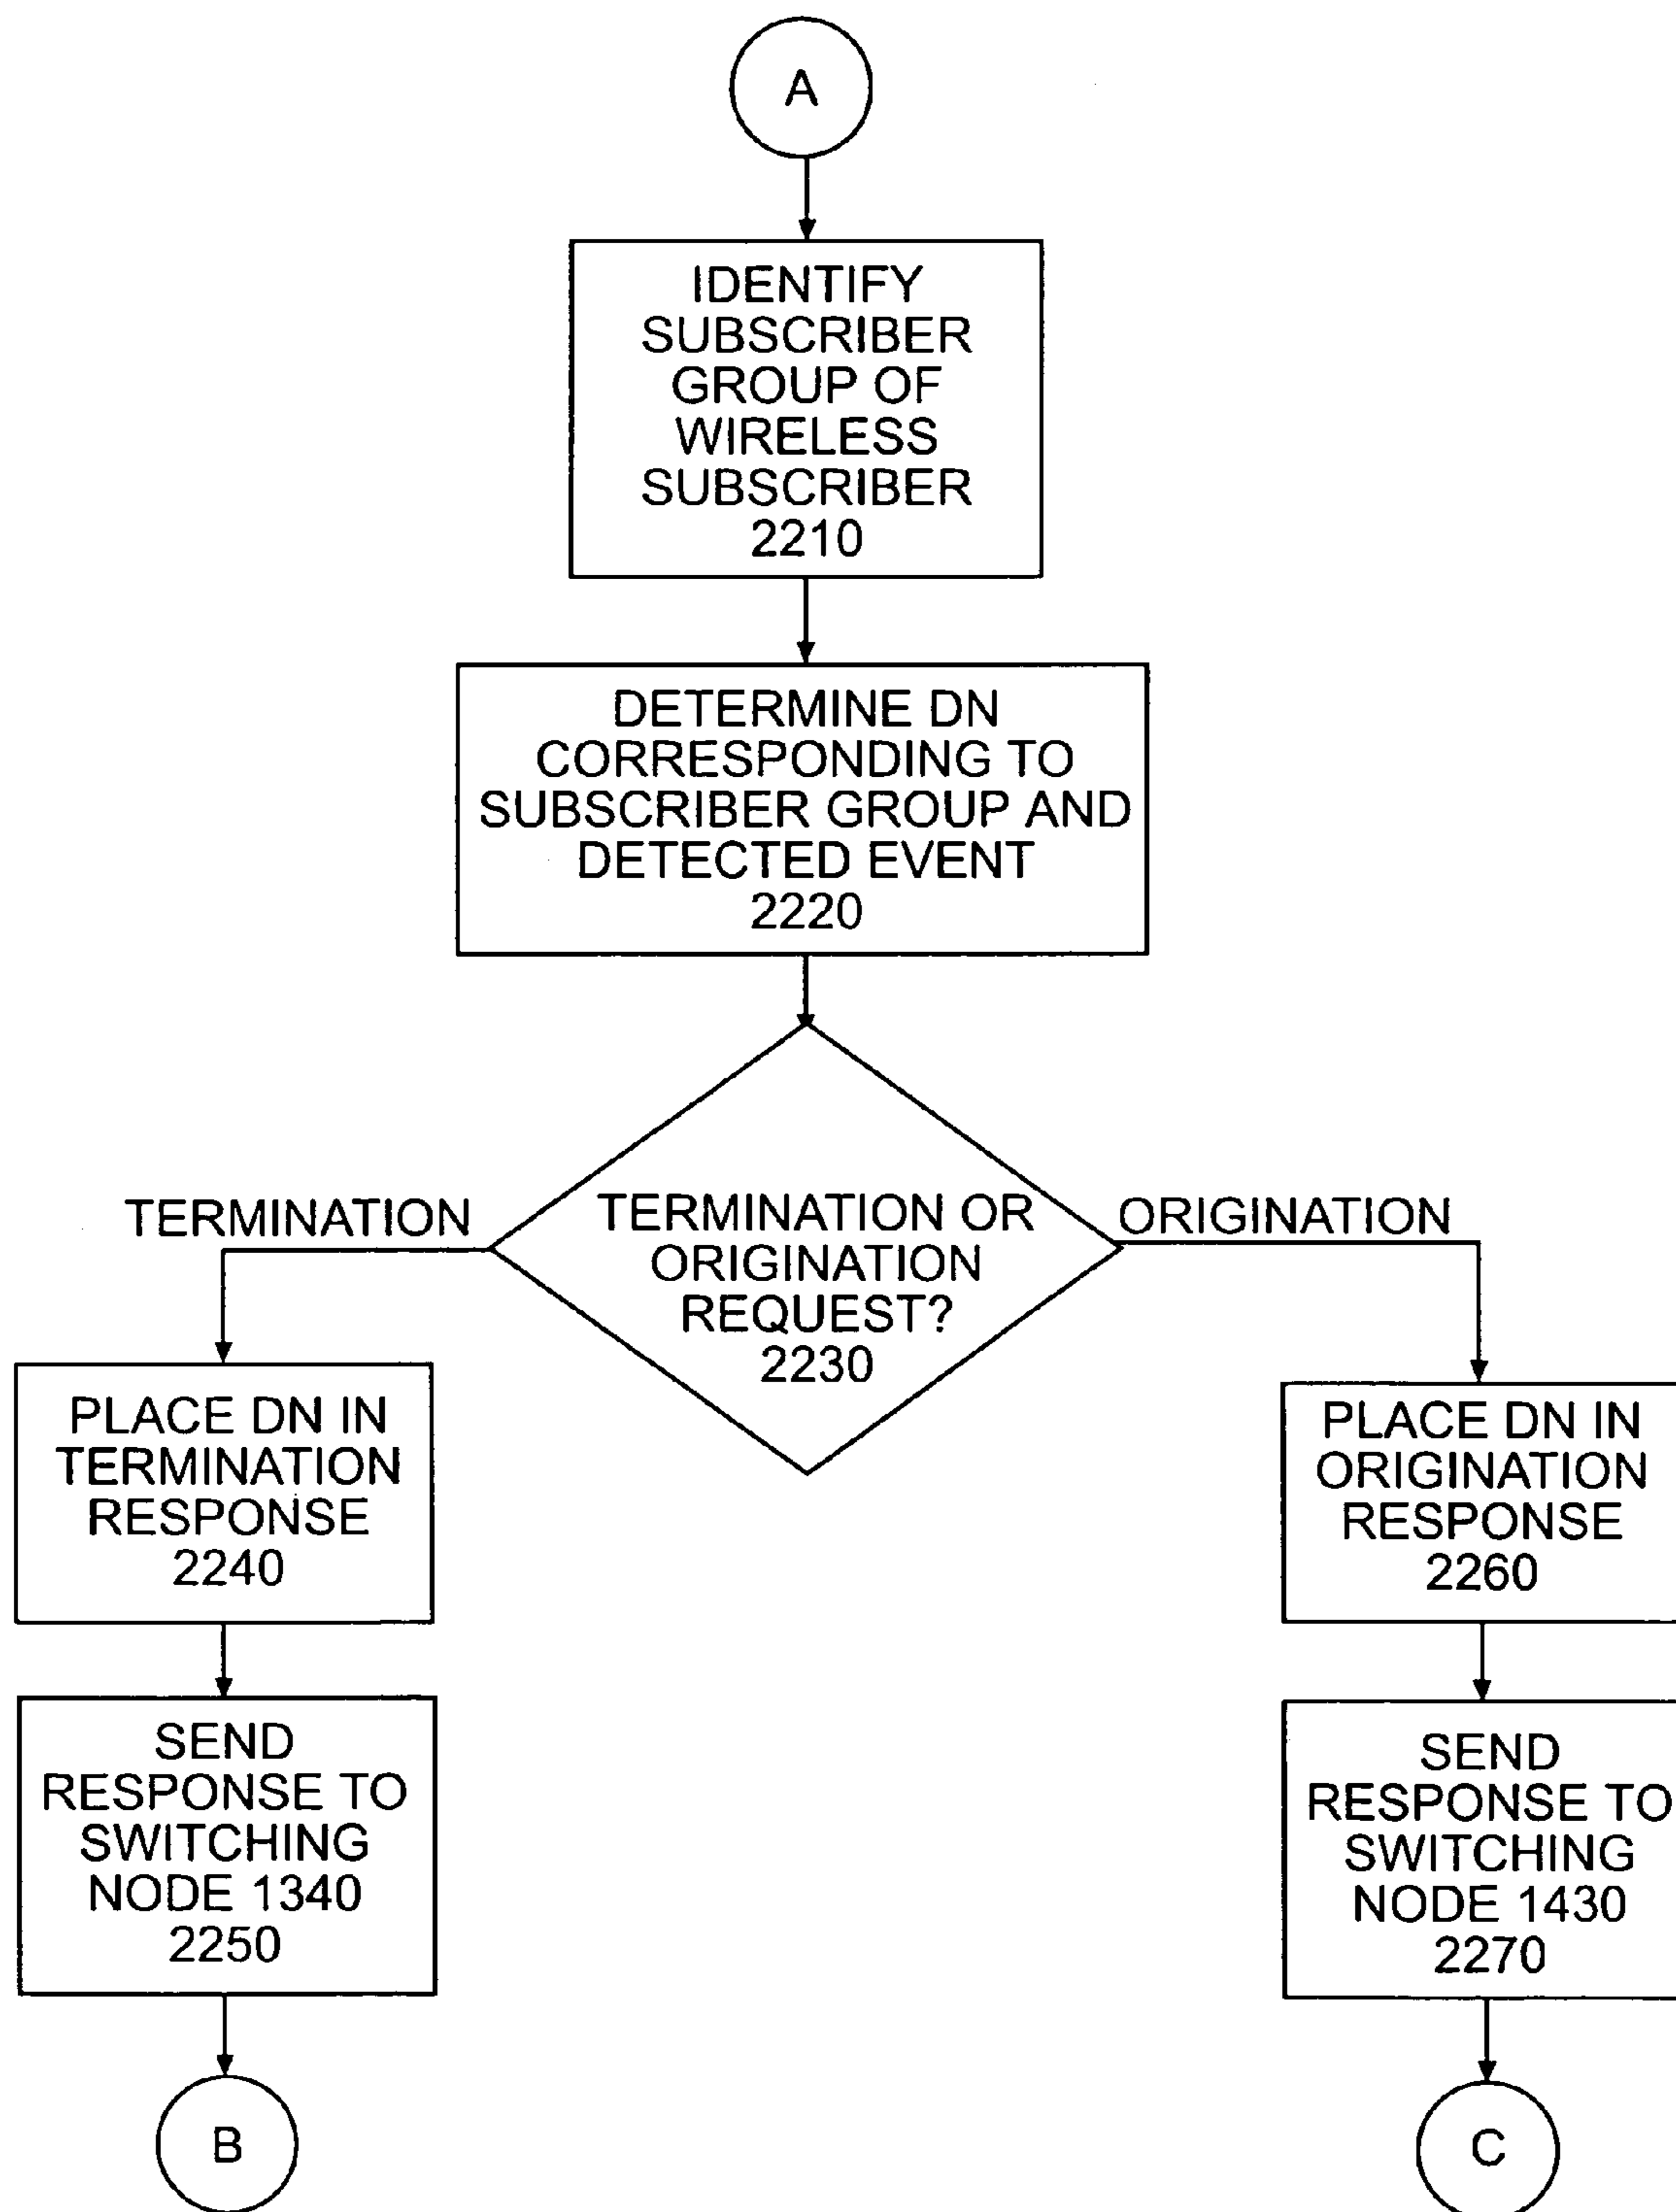 A
IDENTIFY
SUBSCRIBER
GROUP OF
WIRELESS
SUBSCRIBER
2210
DETERMINE DN
CORRESPONDING TO
SUBSCRIBER GROUP AND
DETECTED EVENT
2220
TERMINATION OR
ORIGINATION
REQUEST?
2230
TERMINATION
ORIGINATION
PLACE DN IN
TERMINATION
RESPONSE
2240
SEND
RESPONSE TO
SWITCHING
NODE 1340
2250
B
PLACE DN IN
ORIGINATION
RESPONSE
2260
SEND
RESPONSE TO
SWITCHING
NODE 1430
2270
C